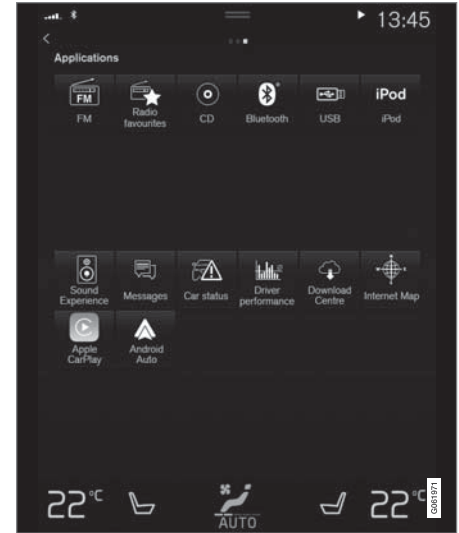 13:45
Applications
FM
iPod
FM
Radio favourites
CD
Bluetooth
USB
iPod
Sound Experience
Messages
Car status
Driver performance
Download Centre
Internet Map
Apple CarPlay
Android Auto
22°C
AUTO
22°C
G061971